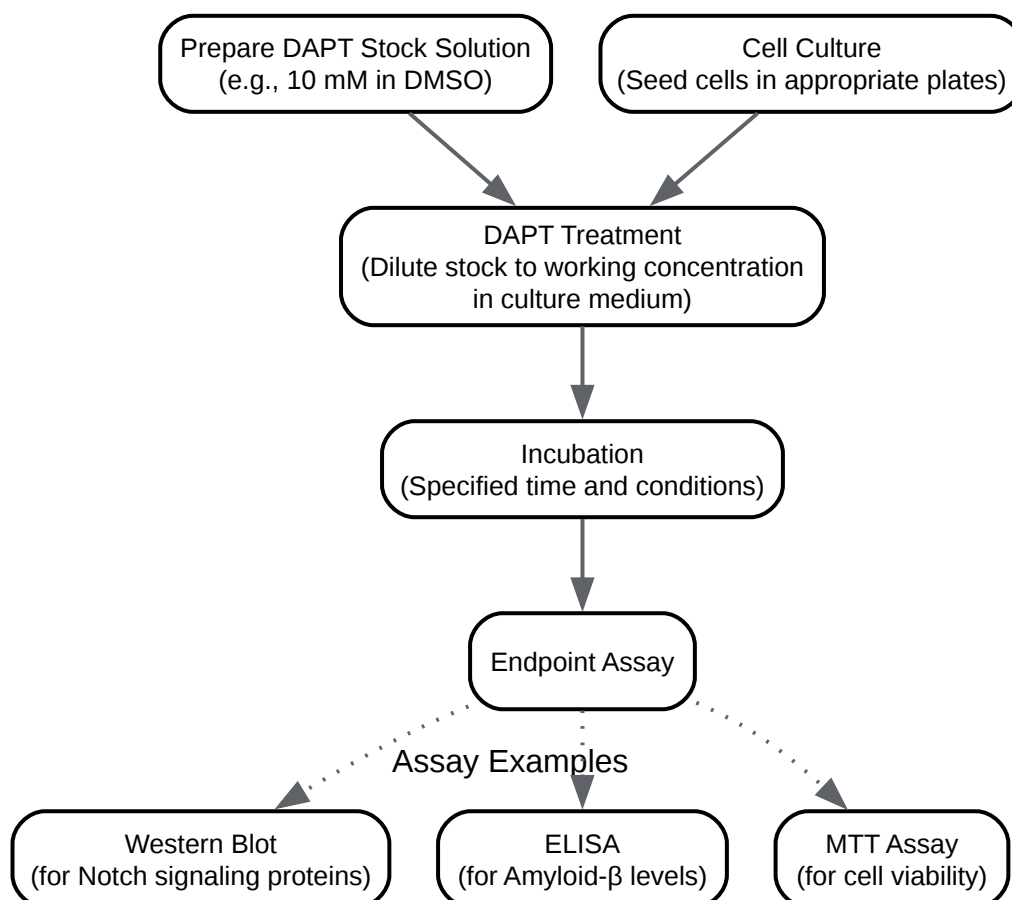 Prepare DAPT Stock Solution
(e.g., 10 mM in DMSO)
Cell Culture
(Seed cells in appropriate plates)
DAPT Treatment
(Dilute stock to working concentration
in culture medium)
Incubation
(Specified time and conditions)
Endpoint Assay
Assay Examples
Western Blot
(for Notch signaling proteins)
ELISA
(for Amyloid-β levels)
MTT Assay
(for cell viability)